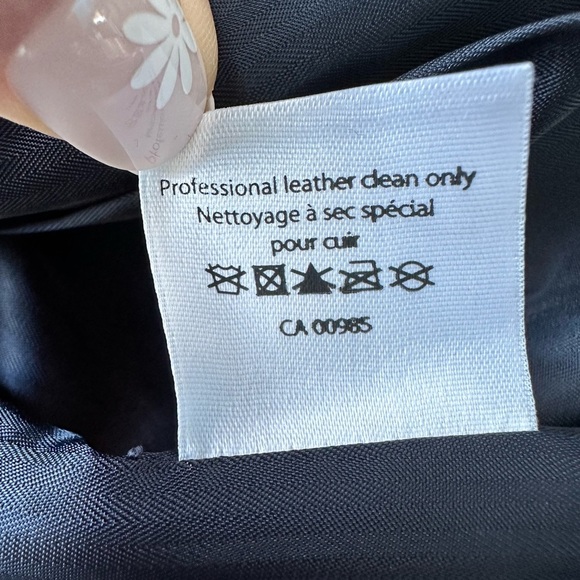 Professional leather clean only
Nettoyage à sec spécial
pour cuir
CA 00985